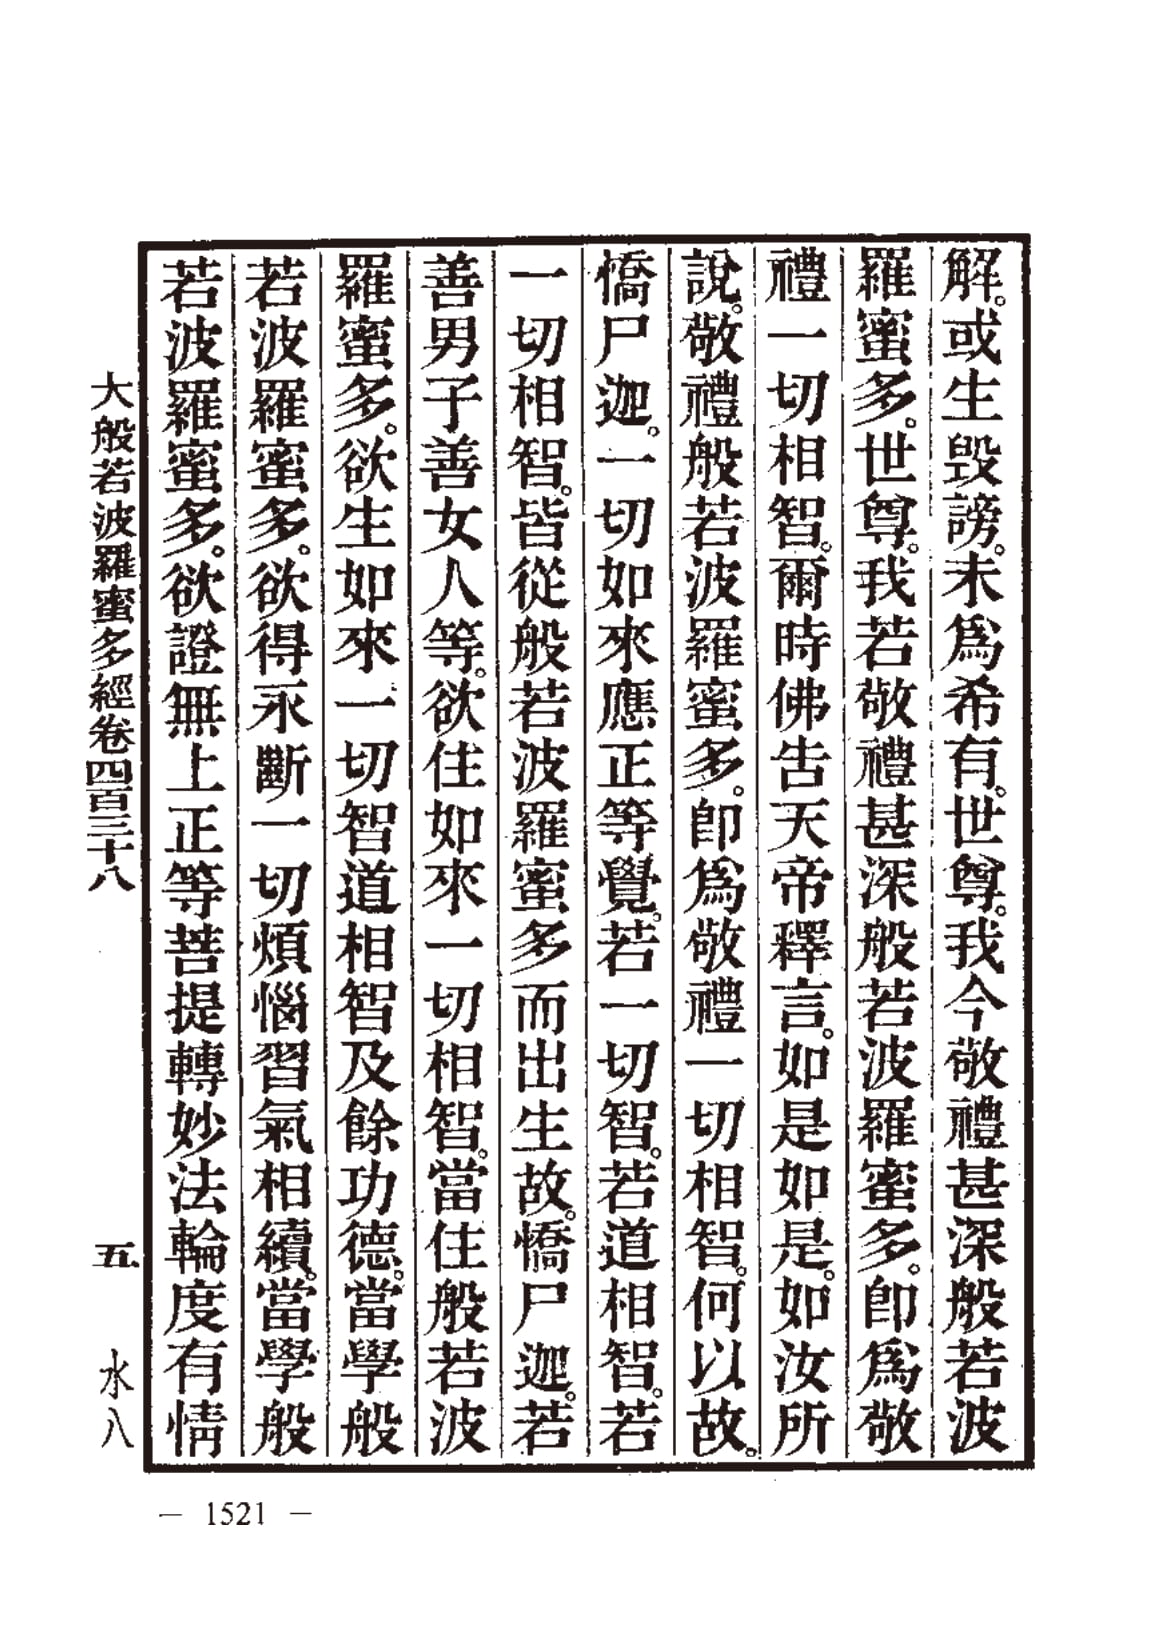 解。或生毀謗。未爲希有。世尊。我今敬禮甚深般若波
羅蜜多。世尊。我若敬禮甚深般若波羅蜜多。卽爲敬
禮一切相智。爾時佛告天帝釋言。如是如是。如汝所
說。敬禮般若波羅蜜多。卽爲敬禮一切相智。何以故。
憍尸迦。一切如來應正等覺。若一切智。若道相智。若
一切相智。皆從般若波羅蜜多而出生故。憍尸迦。若
善男子善女人等。欲住如來一切相智。當住般若波
羅蜜多。欲生如來一切智道相智及餘功德。當學般
若波羅蜜多。欲得永斷一切煩惱習氣相續。當學般
若波羅蜜多。欲證無上正等菩提轉妙法輪度有情
大般若波羅蜜多經卷四百三十八 五 水八
— 1521 —